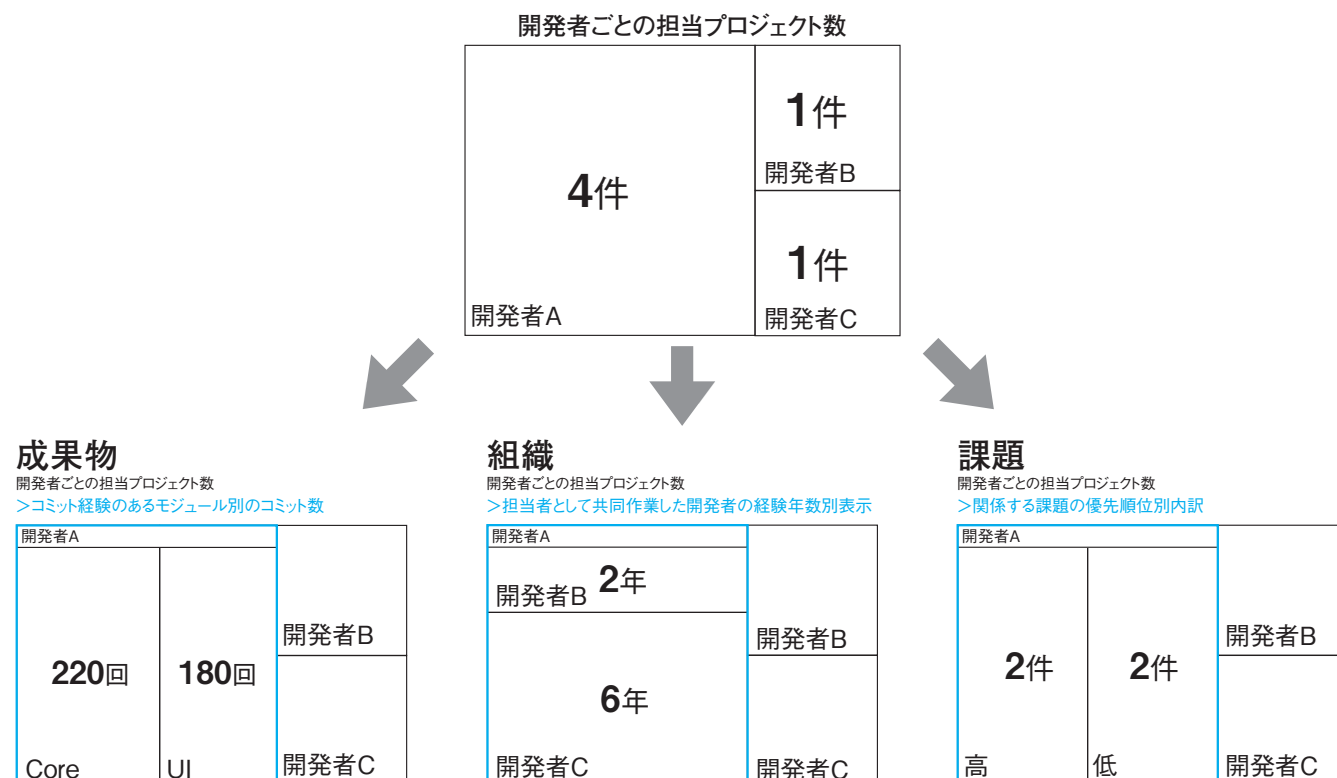 開発者ごとの担当プロジェクト数
4件
開発者A
1件
開発者B
1件
開発者C
成果物
開発者ごとの担当プロジェクト数
>コミット経験のあるモジュール別のコミット数
開発者A
220回
Core
180回
UI
開発者B
開発者C
組織
開発者ごとの担当プロジェクト数
>担当者として共同作業した開発者の経験年数別表示
開発者A
開発者B 2年
6年
開発者C
開発者B
開発者C
課題
開発者ごとの担当プロジェクト数
>関係する課題の優先順位別内訳
開発者A
2件
高
2件
低
開発者B
開発者C